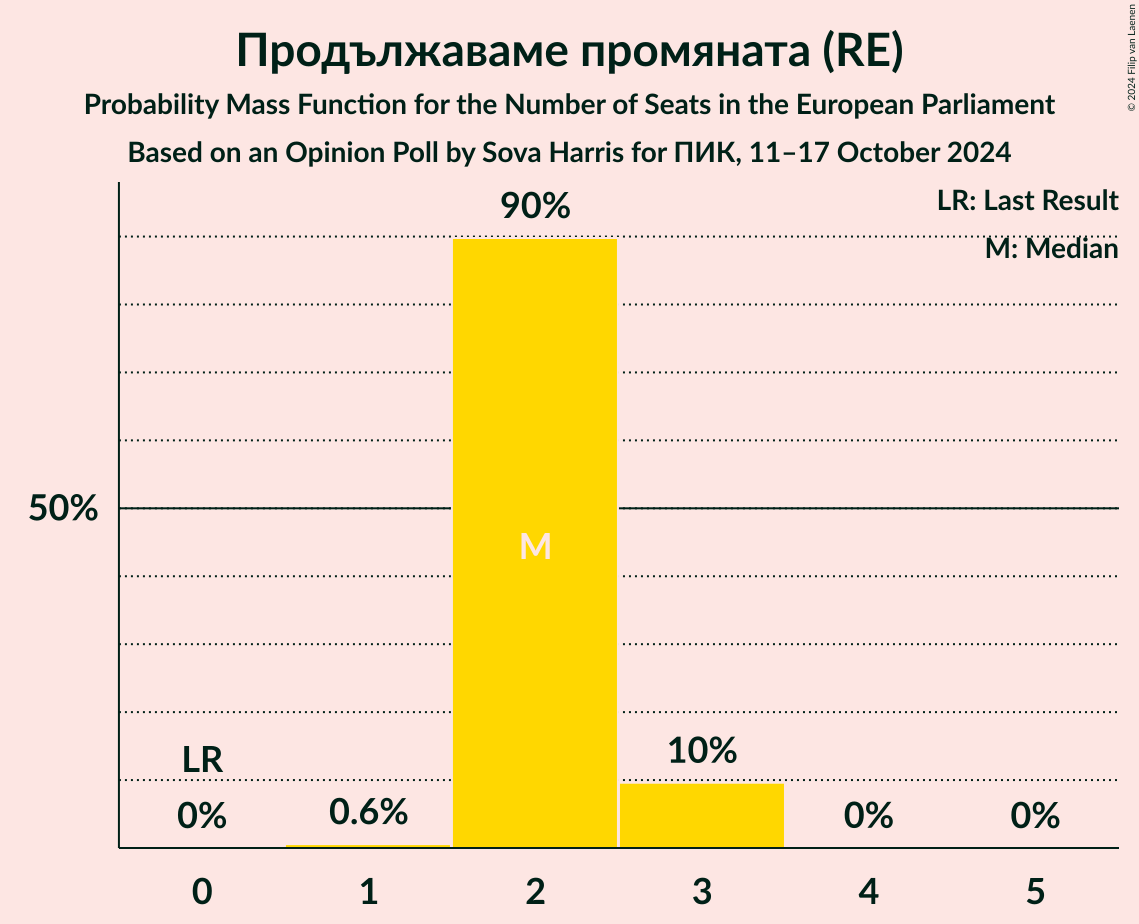 Продължаваме промяната (RE)
Probability Mass Function for the Number of Seats in the European Parliament
Based on an Opinion Poll by Sova Harris for ПИК, 11–17 October 2024
© 2024 Filip van Laenen
LR: Last Result
M: Median
90%
50%
M
LR
10%
0%
0.6%
0%
0%
0
1
2
3
4
5